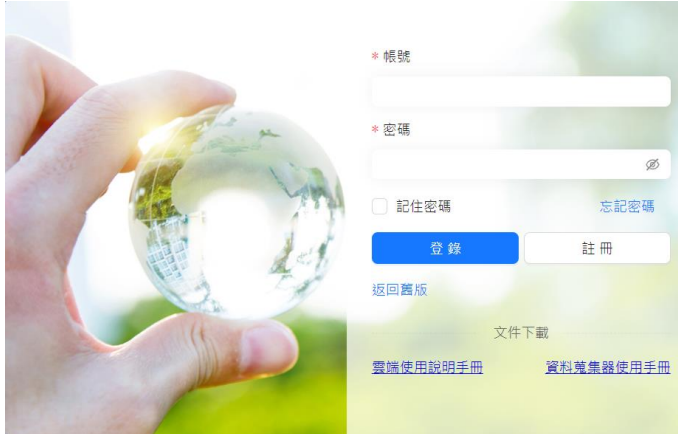 * 帳號
* 密碼
記住密碼 忘記密碼
登錄 註冊
返回舊版
文件下載
雲端使用說明手冊 資料蒐集器使用手冊